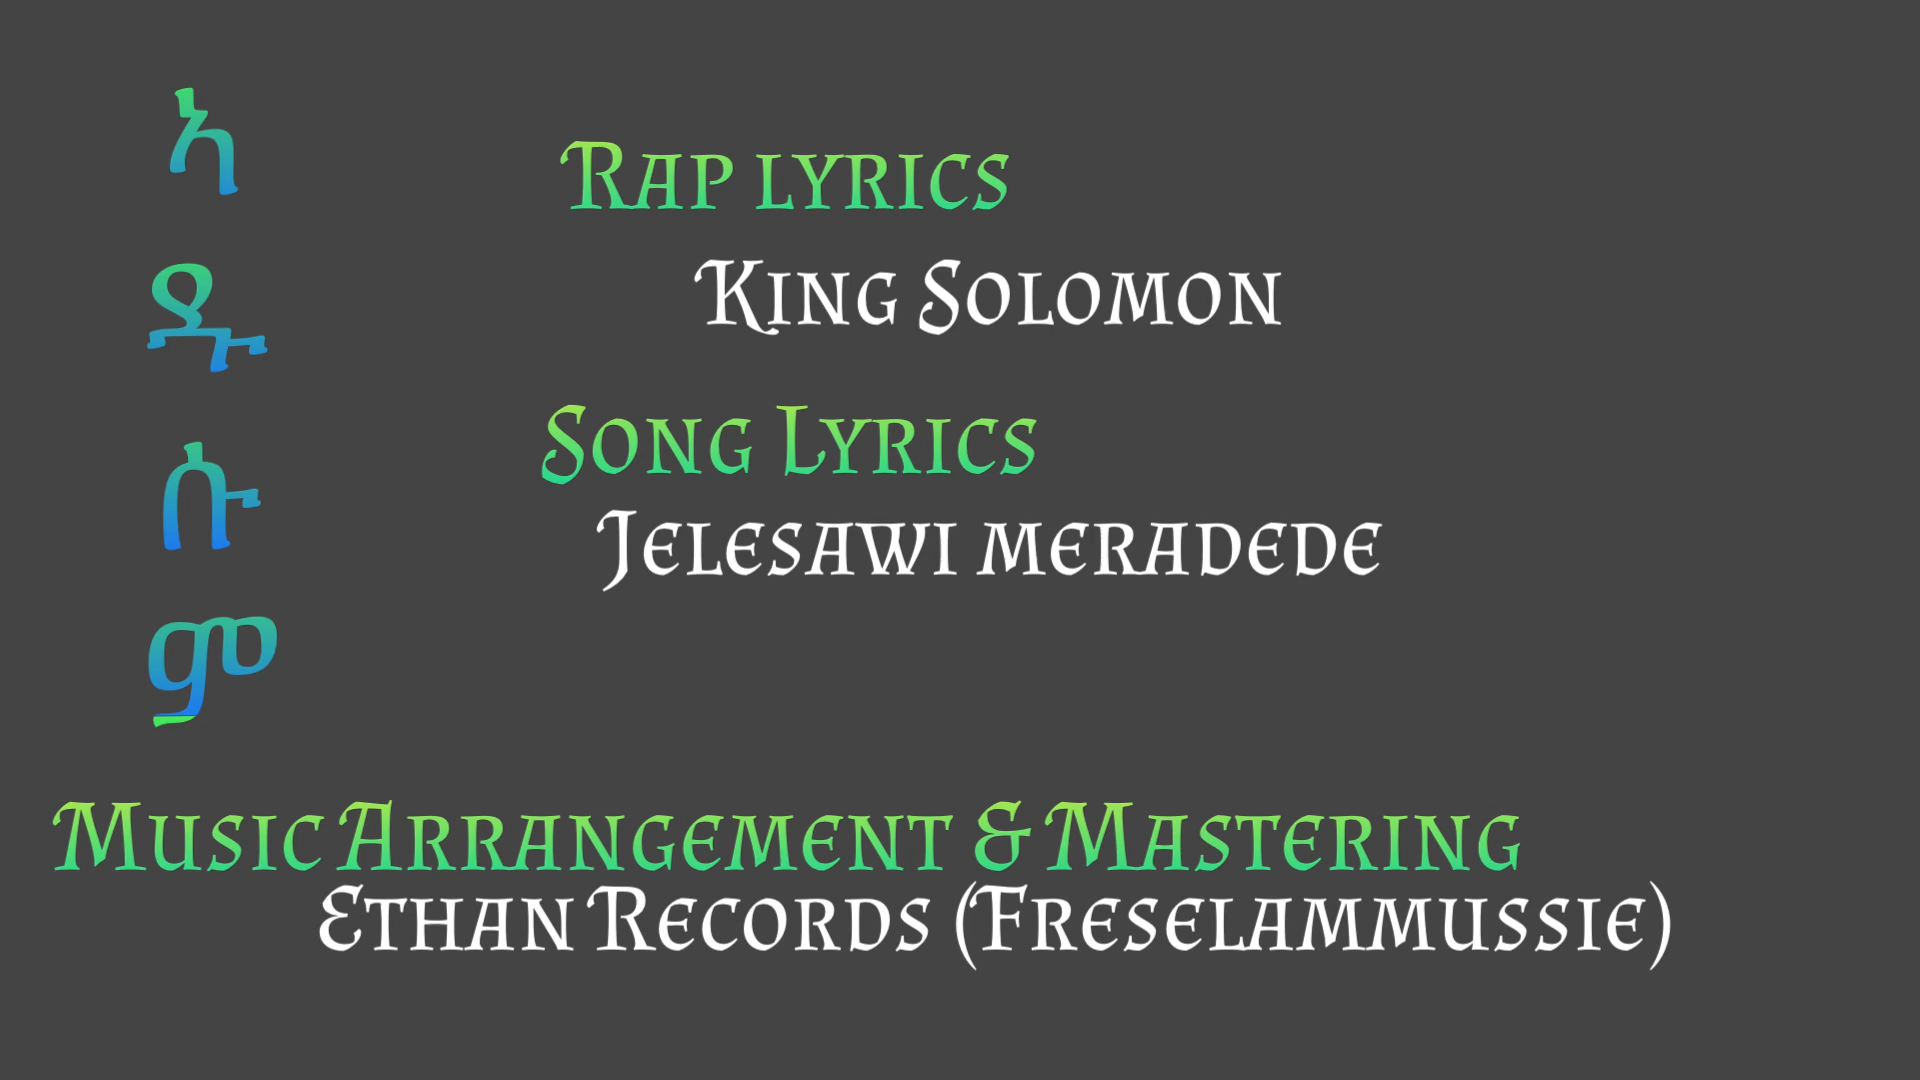 ኣ
ዱ
ሱ
ም
Rap lyrics
King Solomon
Song Lyrics
Jelesawi meradede
Music Arrangement & Mastering
Ethan Records (Freselammussie)